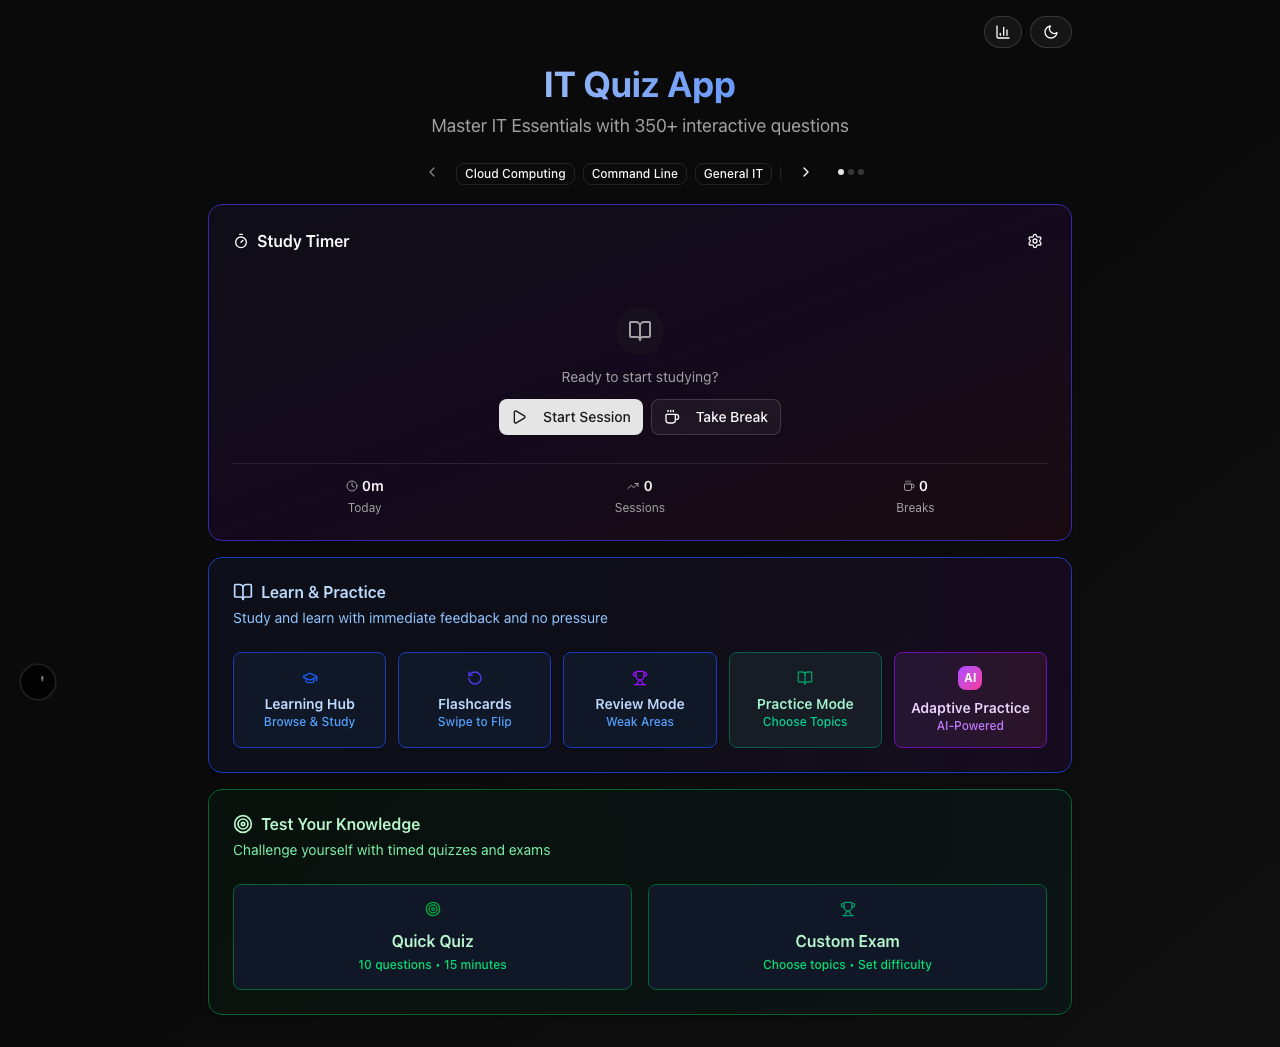 IT Quiz App
Master IT Essentials with 350+ interactive questions
Cloud Computing Command Line General IT
Study Timer
Ready to start studying?
Start Session Take Break
0m 0 0
Today Sessions Breaks
Learn & Practice
Study and learn with immediate feedback and no pressure
AI
Learning Hub Flashcards Review Mode Practice Mode Adaptive Practice
Browse & Study Swipe to Flip Weak Areas Choose Topics AI-Powered
Test Your Knowledge
Challenge yourself with timed quizzes and exams
Quick Quiz Custom Exam
10 questions • 15 minutes Choose topics • Set difficulty